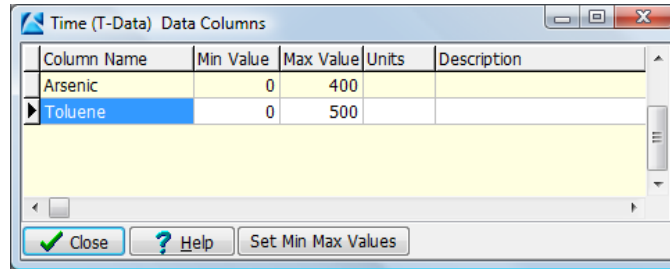 Time (T-Data) Data Columns
Column Name Min Value Max Value Units Description
Arsenic 0 400
Toluene 0 500
Close ? Help Set Min Max Values